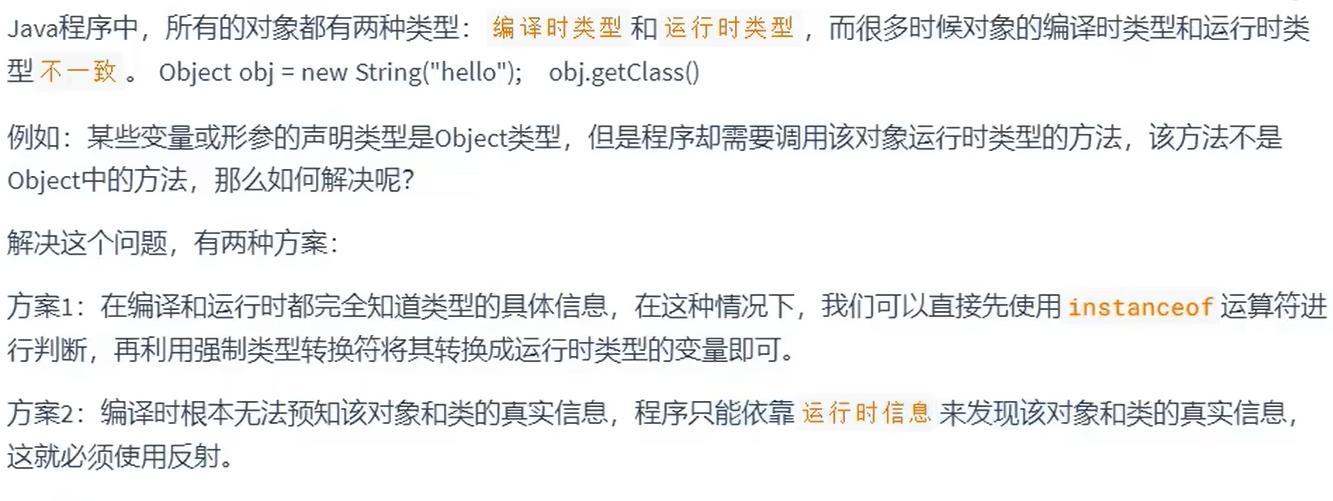 Java程序中，所有的对象都有两种类型：编译时类型和运行时类型，而很多时候对象的编译时类型和运行时类
型不一致。 Object obj = new String("hello"); obj.getClass()
例如：某些变量或形参的声明类型是Object类型，但是程序却需要调用该对象运行时类型的方法，该方法不是
Object中的方法，那么如何解决呢？
解决这个问题，有两种方案：
方案1：在编译和运行时都完全知道类型的具体信息，在这种情况下，我们可以直接先使用 instanceof 运算符进
行判断，再利用强制类型转换符将其转换成运行时类型的变量即可。
方案2：编译时根本无法预知该对象和类的真实信息，程序只能依靠 运行时信息 来发现该对象和类的真实信息，
这就必须使用反射。